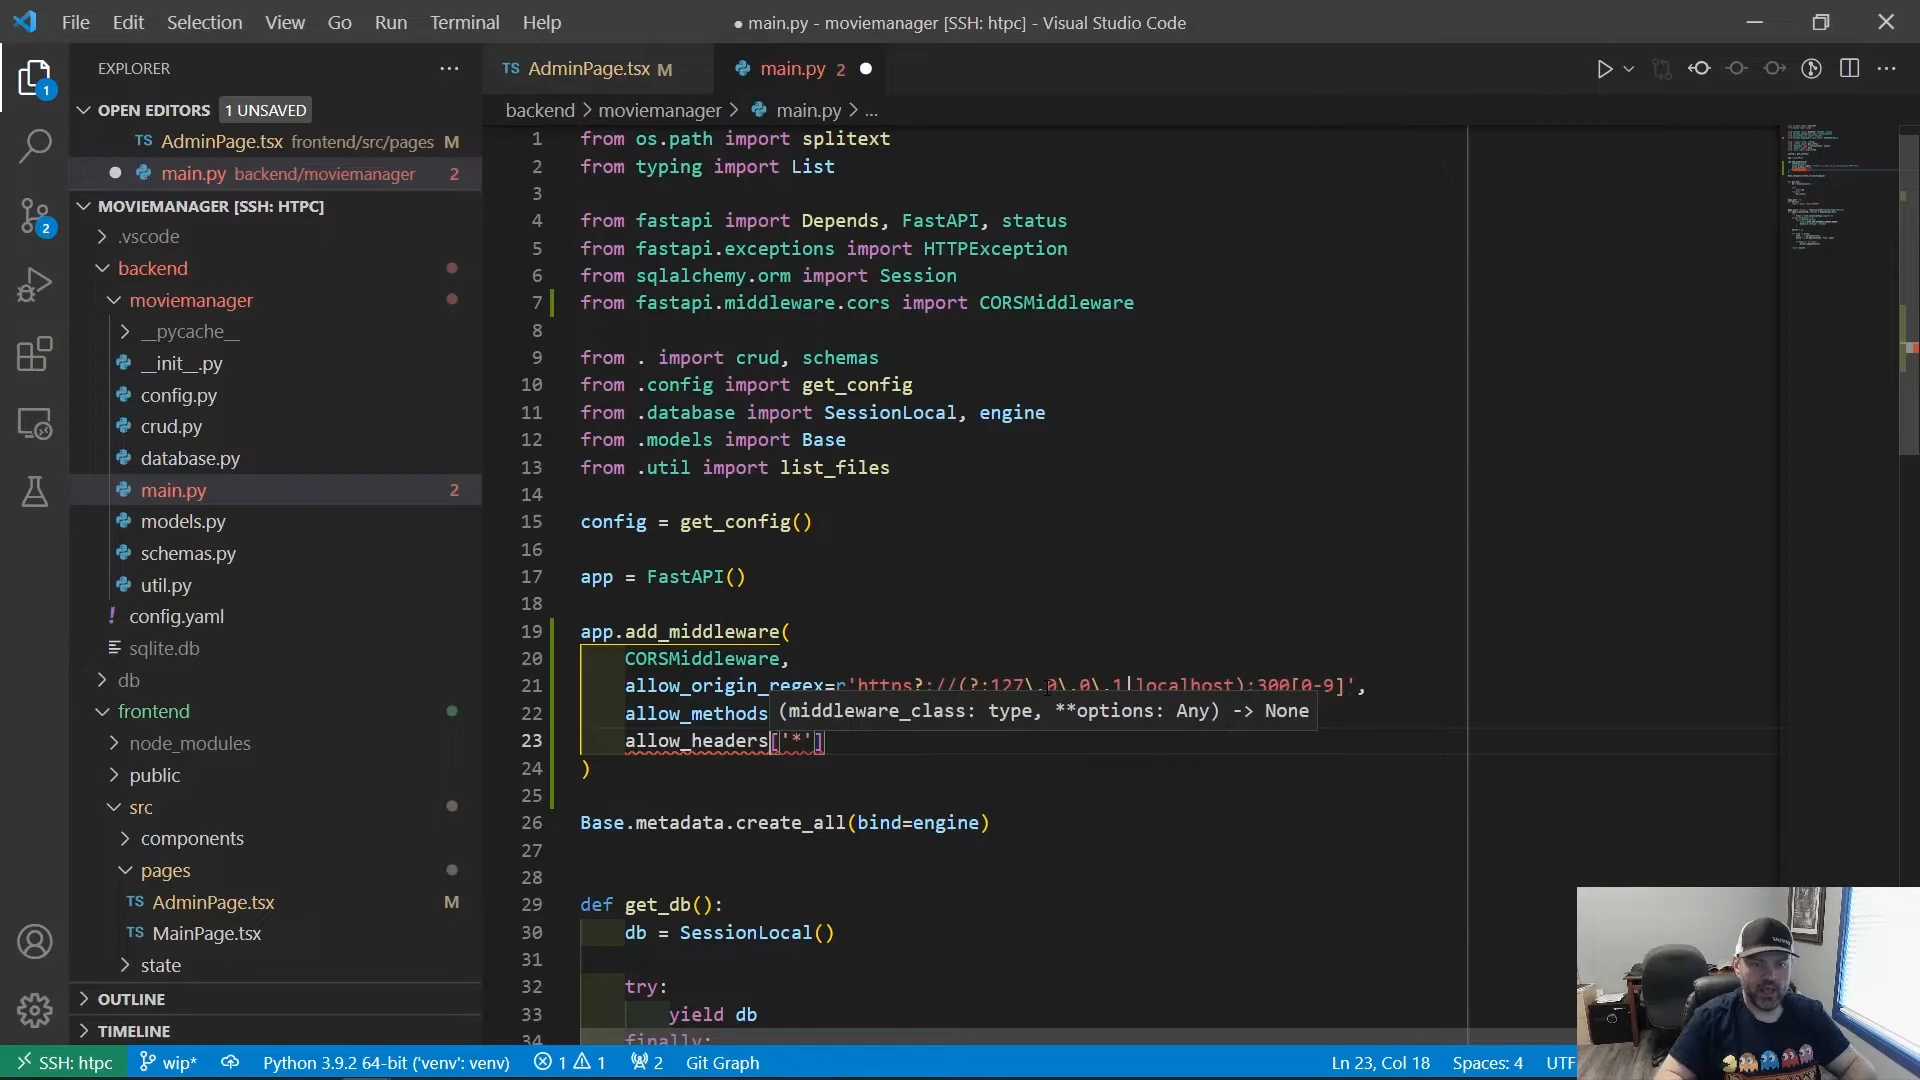 File Edit Selection View Go Run Terminal Help
● main.py - moviemanager [SSH: htpc] - Visual Studio Code
EXPLORER
OPEN EDITORS 1 UNSAVED
TS AdminPage.tsx frontend/src/pages M
main.py backend/moviemanager 2
MOVIEMANAGER [SSH: HTPC]
.vscode
backend
moviemanager
__pycache__
__init__.py
config.py
crud.py
database.py
main.py 2
models.py
schemas.py
util.py
! config.yaml
sqlite.db
db
frontend
node_modules
public
src
components
pages
TS AdminPage.tsx M
TS MainPage.tsx
state
OUTLINE
TIMELINE
1
2
TS AdminPage.tsx M
main.py 2
backend > moviemanager > main.py > ...
1 from os.path import splitext
2 from typing import List
3
4 from fastapi import Depends, FastAPI, status
5 from fastapi.exceptions import HTTPException
6 from sqlalchemy.orm import Session
7 from fastapi.middleware.cors import CORSMiddleware
8
9 from . import crud, schemas
10 from .config import get_config
11 from .database import SessionLocal, engine
12 from .models import Base
13 from .util import list_files
14
15 config = get_config()
16
17 app = FastAPI()
18
19 app.add_middleware(
20 CORSMiddleware,
21 allow_origin_regex=r'https?://(?:127\.0\.0\.1|localhost):300[0-9]',
22 allow_methods
(middleware_class: type, **options: Any) -> None
23 allow_headers['*']
24 )
25
26 Base.metadata.create_all(bind=engine)
27
28
29 def get_db():
30 db = SessionLocal()
31
32 try:
33 yield db
34 finally:
SSH: htpc wip* Python 3.9.2 64-bit ('venv': venv) 1 1 2 Git Graph Ln 23, Col 18 Spaces: 4 UTF